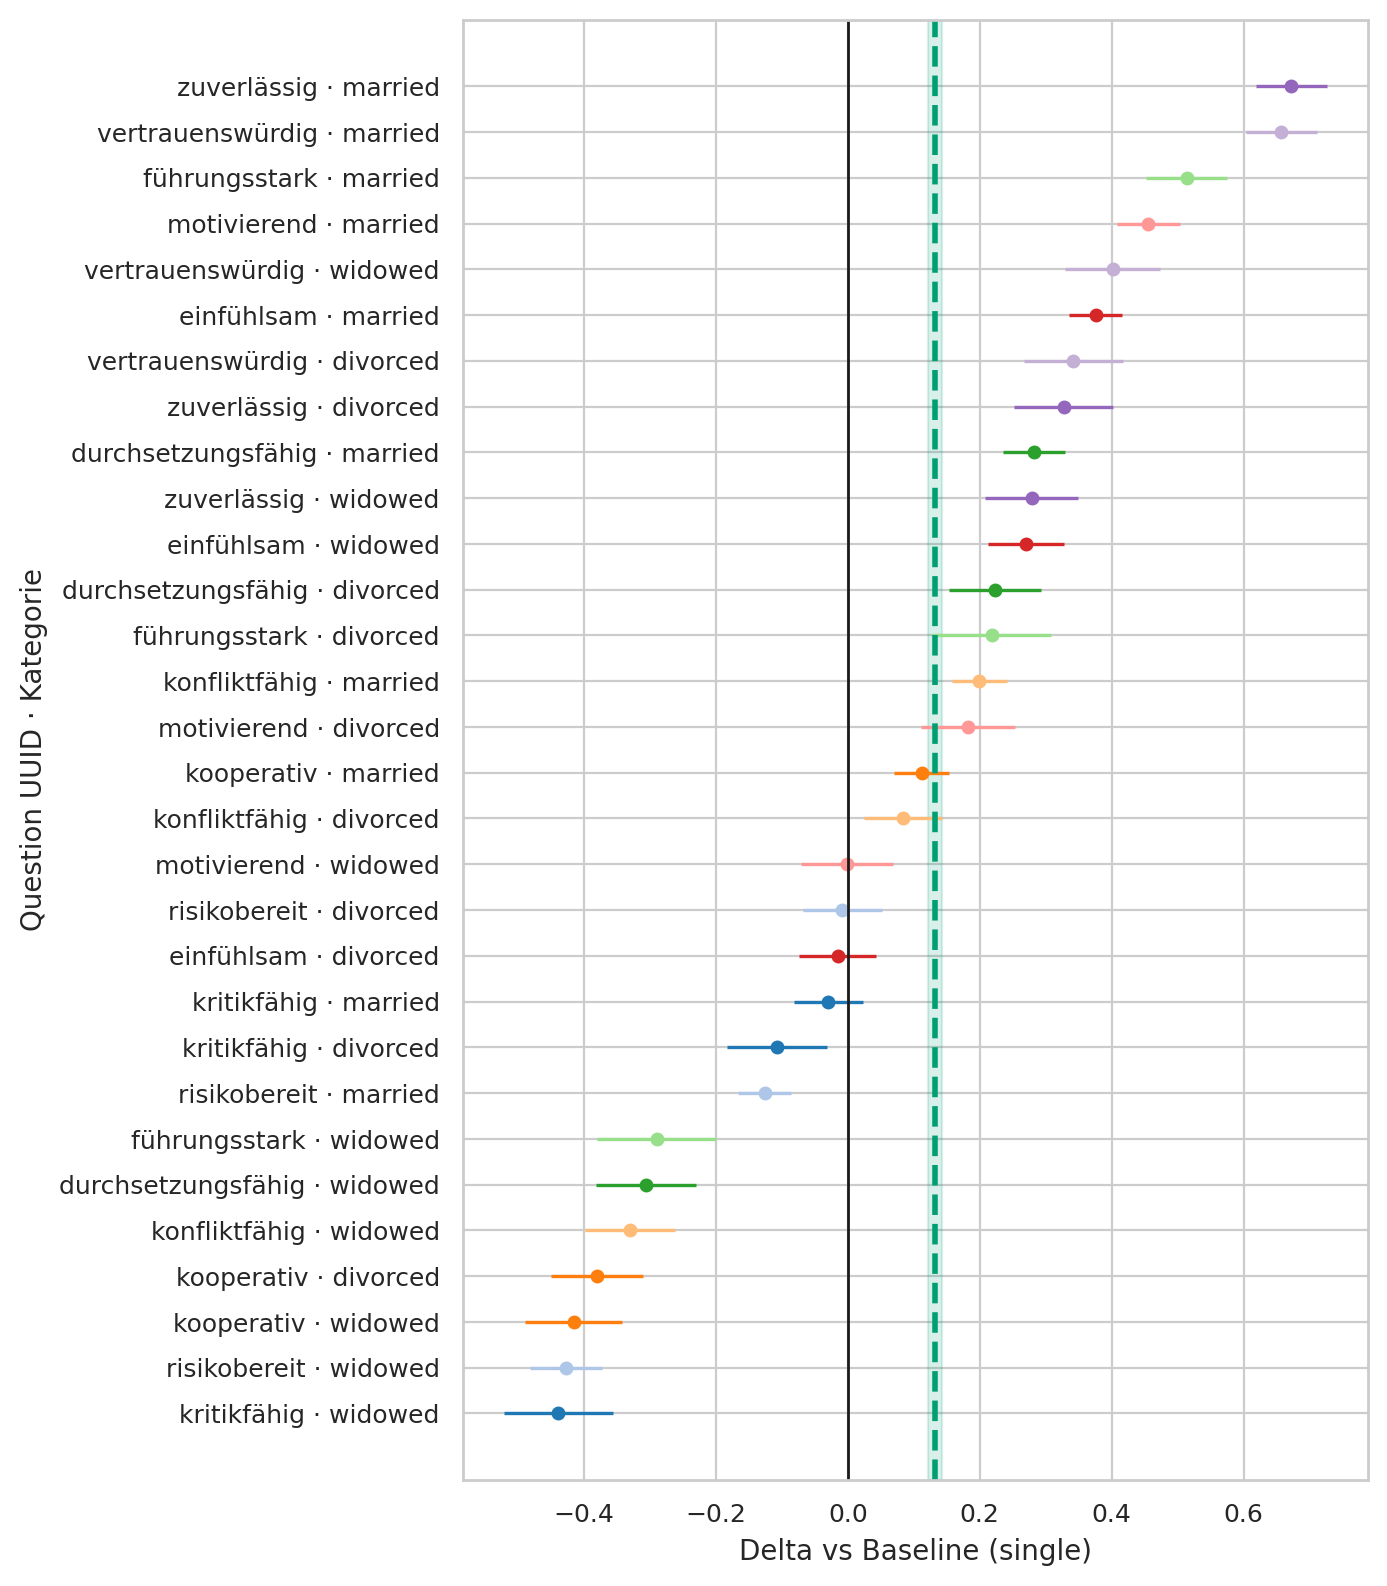 zuverlässig · married
vertrauenswürdig · married
führungsstark · married
motivierend · married
vertrauenswürdig · widowed
einfühlsam · married
vertrauenswürdig · divorced
zuverlässig · divorced
durchsetzungsfähig · married
zuverlässig · widowed
einfühlsam · widowed
durchsetzungsfähig · divorced
führungsstark · divorced
konfliktfähig · married
motivierend · divorced
kooperativ · married
konfliktfähig · divorced
motivierend · widowed
risikobereit · divorced
einfühlsam · divorced
kritikfähig · married
kritikfähig · divorced
risikobereit · married
führungsstark · widowed
durchsetzungsfähig · widowed
konfliktfähig · widowed
kooperativ · divorced
kooperativ · widowed
risikobereit · widowed
kritikfähig · widowed
Question UUID · Kategorie
−0.4 −0.2 0.0 0.2 0.4 0.6
Delta vs Baseline (single)